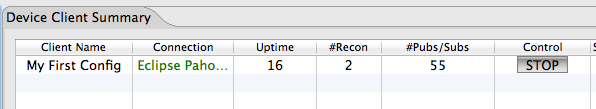 Device Client Summary
Client Name Connection Uptime #Recon #Pubs/Subs Control S
My First Config Eclipse Paho... 16 2 55 STOP